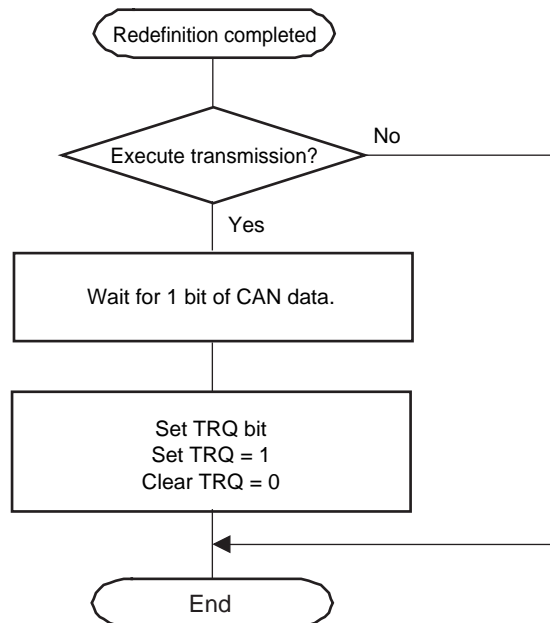 Redefinition completed
Execute transmission?
No
Yes
Wait for 1 bit of CAN data.
Set TRQ bit
Set TRQ = 1
Clear TRQ = 0
End